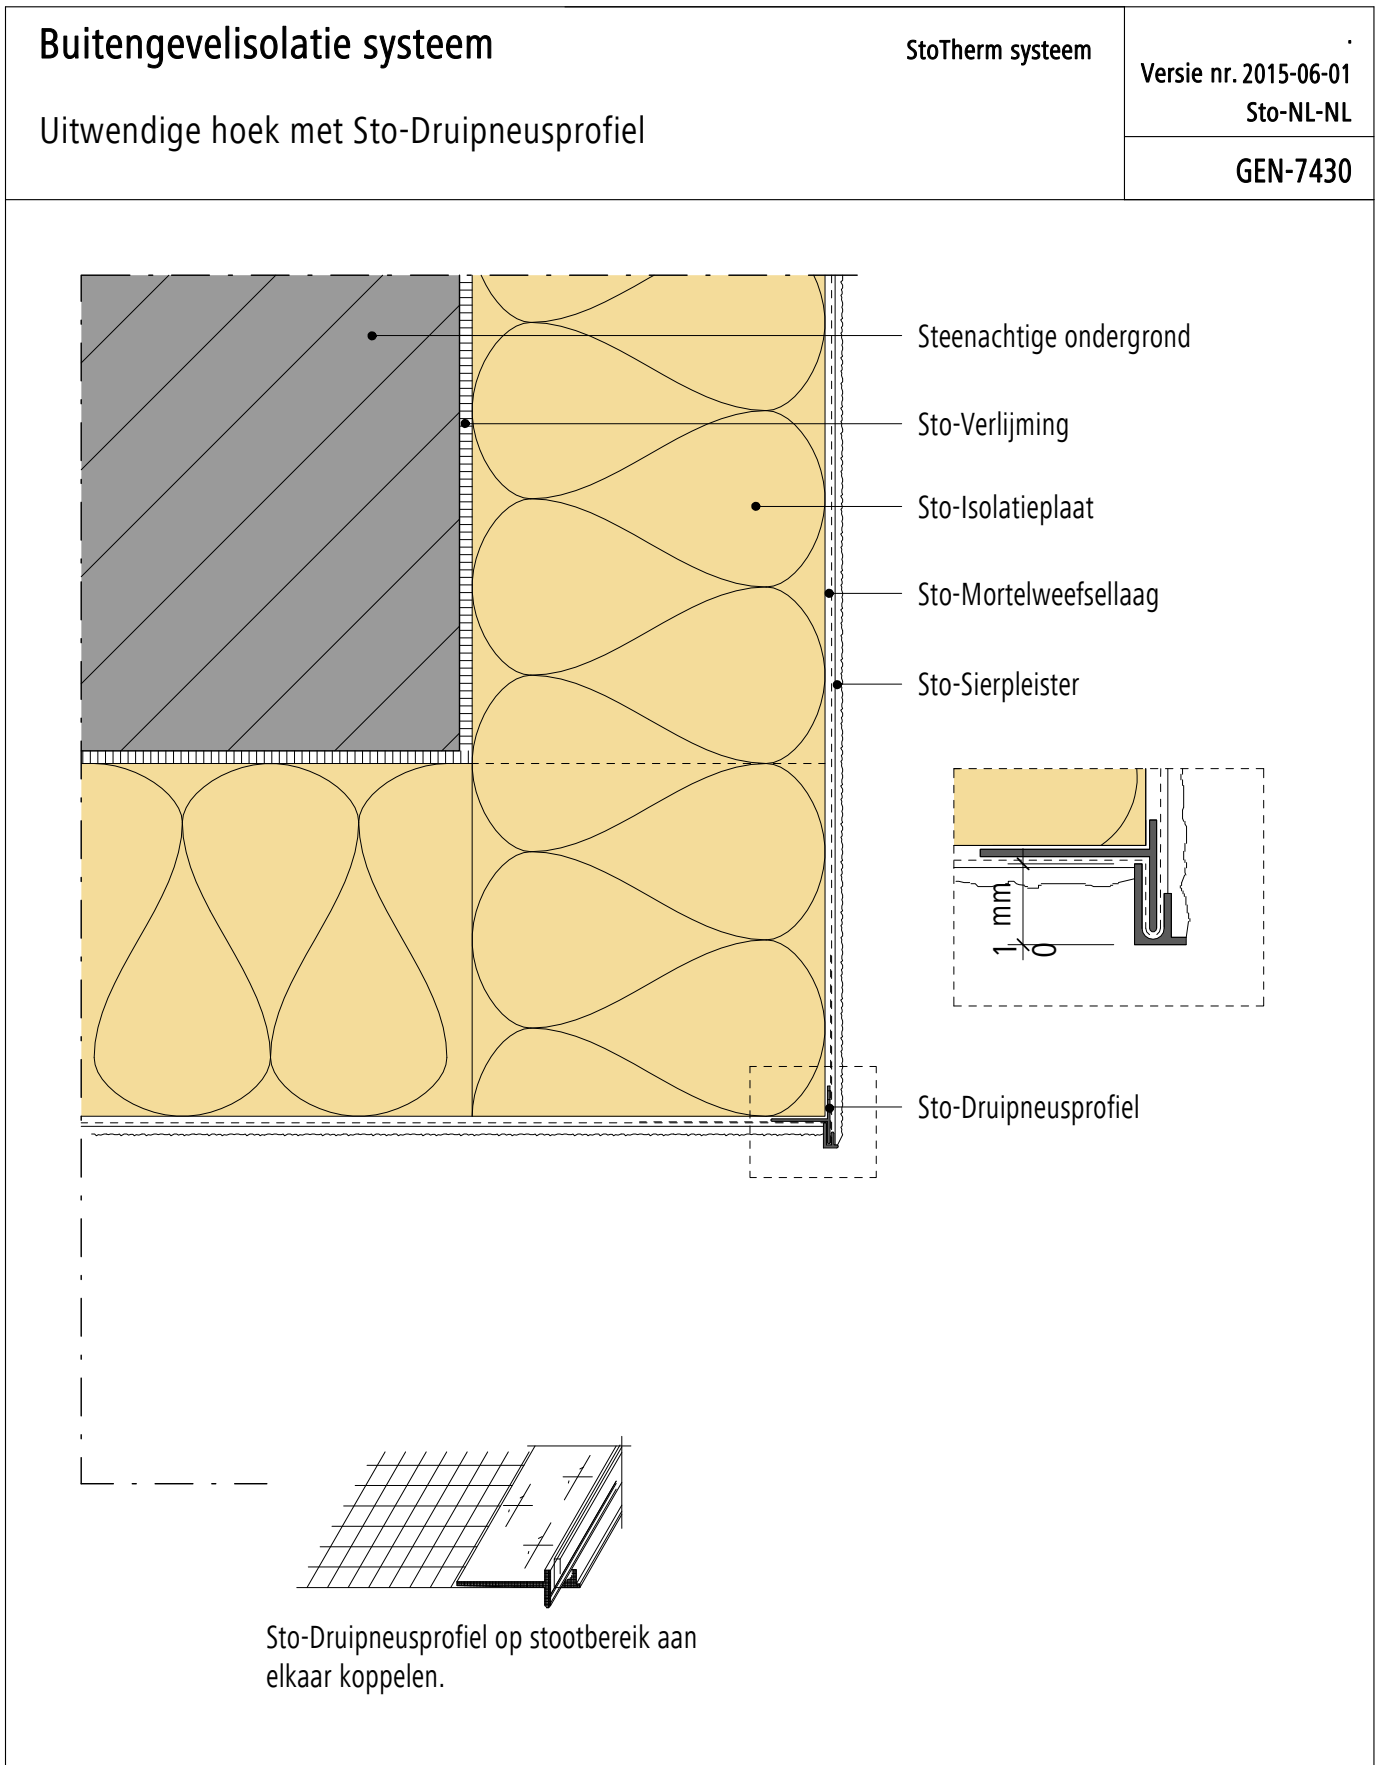 Buitengevelisolatie systeem
StoTherm systeem
.
Versie nr. 2015-06-01
Sto-NL-NL
Uitwendige hoek met Sto-Druipneusprofiel
GEN-7430
Steenachtige ondergrond
Sto-Verlijming
Sto-Isolatieplaat
Sto-Mortelweefsellaag
Sto-Sierpleister
10 mm
Sto-Druipneusprofiel
Sto-Druipneusprofiel op stootbereik aan
elkaar koppelen.